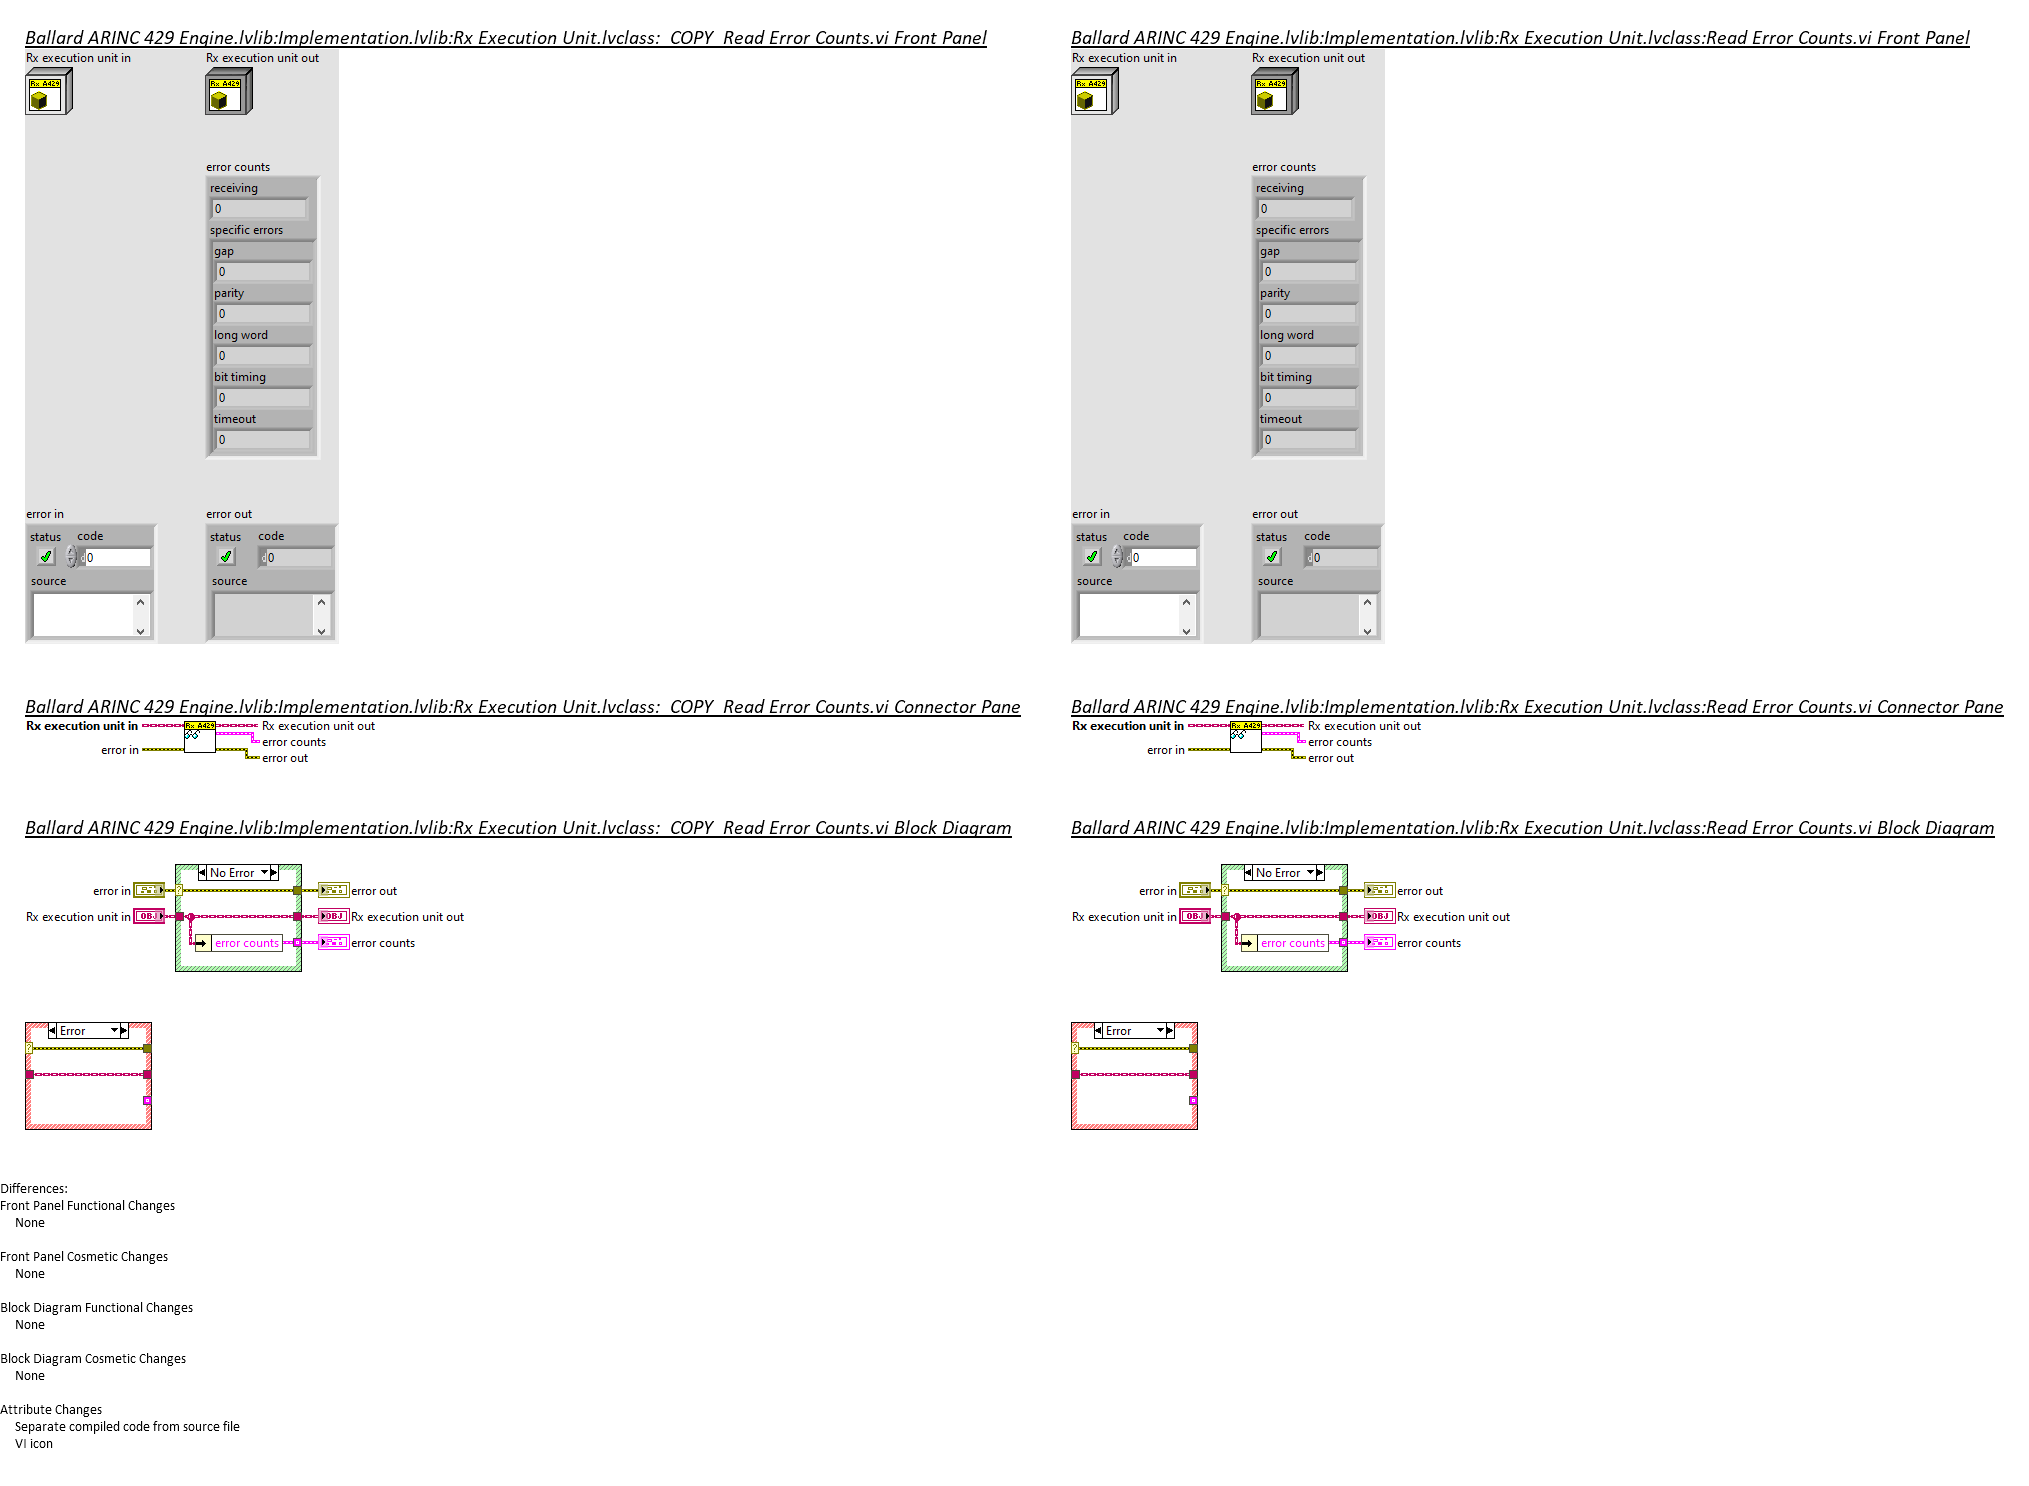 Ballard ARINC 429 Engine.lvlib:Implementation.lvlib:Rx Execution Unit.lvclass:_COPY_Read Error Counts.vi Front Panel
Rx execution unit in
Rx execution unit out
Rx A429
Rx A429
error counts
receiving
0
specific errors
gap
0
parity
0
long word
0
bit timing
0
timeout
0
error in
status
code
d 0
source
error out
status
code
d 0
source
Ballard ARINC 429 Engine.lvlib:Implementation.lvlib:Rx Execution Unit.lvclass:Read Error Counts.vi Front Panel
Rx execution unit in
Rx execution unit out
Rx A429
Rx A429
error counts
receiving
0
specific errors
gap
0
parity
0
long word
0
bit timing
0
timeout
0
error in
status
code
d 0
source
error out
status
code
d 0
source
Ballard ARINC 429 Engine.lvlib:Implementation.lvlib:Rx Execution Unit.lvclass:_COPY_Read Error Counts.vi Connector Pane
Rx execution unit in
Rx A429
Rx execution unit out
error counts
error in
error out
Ballard ARINC 429 Engine.lvlib:Implementation.lvlib:Rx Execution Unit.lvclass:Read Error Counts.vi Connector Pane
Rx execution unit in
Rx A429
Rx execution unit out
error counts
error in
error out
Ballard ARINC 429 Engine.lvlib:Implementation.lvlib:Rx Execution Unit.lvclass:_COPY_Read Error Counts.vi Block Diagram
No Error
error in
?
error out
Rx execution unit in
OBJ
OBJ
Rx execution unit out
error counts
error counts
Error
?
Ballard ARINC 429 Engine.lvlib:Implementation.lvlib:Rx Execution Unit.lvclass:Read Error Counts.vi Block Diagram
No Error
error in
?
error out
Rx execution unit in
OBJ
OBJ
Rx execution unit out
error counts
error counts
Error
?
Differences:
Front Panel Functional Changes
None
Front Panel Cosmetic Changes
None
Block Diagram Functional Changes
None
Block Diagram Cosmetic Changes
None
Attribute Changes
Separate compiled code from source file
VI icon